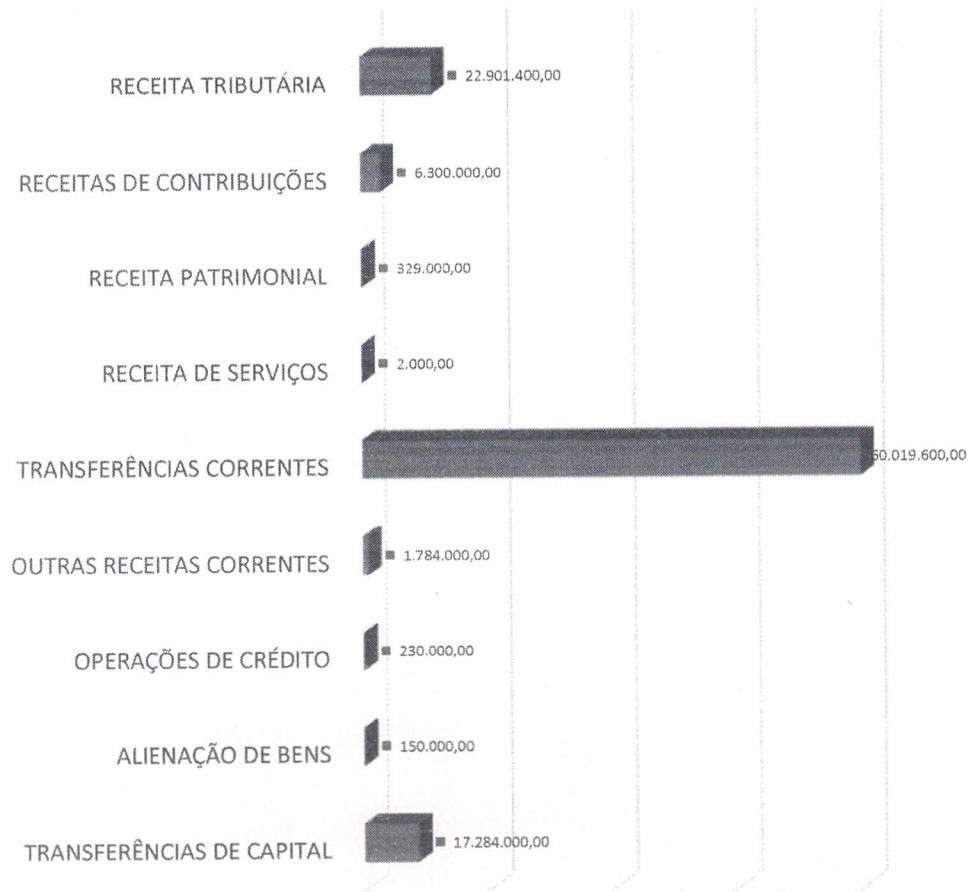 RECEITA TRIBUTÁRIA 22.901.400,00
RECEITAS DE CONTRIBUIÇÕES 6.300.000,00
RECEITA PATRIMONIAL 329.000,00
RECEITA DE SERVIÇOS 2.000,00
TRANSFERÊNCIAS CORRENTES
OUTRAS RECEITAS CORRENTES 1.784.000,00
OPERAÇÕES DE CRÉDITO 230.000,00
ALIENAÇÃO DE BENS 150.000,00
TRANSFERÊNCIAS DE CAPITAL 17.284.000,00